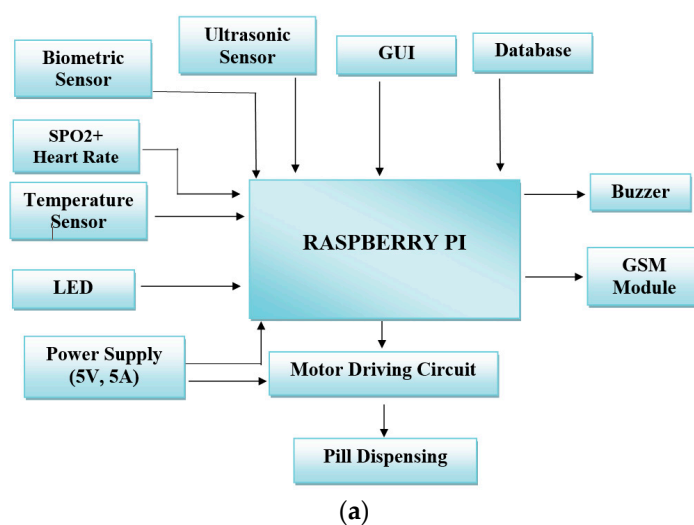 Biometric
Sensor
Ultrasonic
Sensor
GUI
Database
SPO2+
Heart Rate
Temperature
Sensor
LED
Power Supply
(5V, 5A)
RASPBERRY PI
Buzzer
GSM
Module
Motor Driving Circuit
Pill Dispensing
(a)